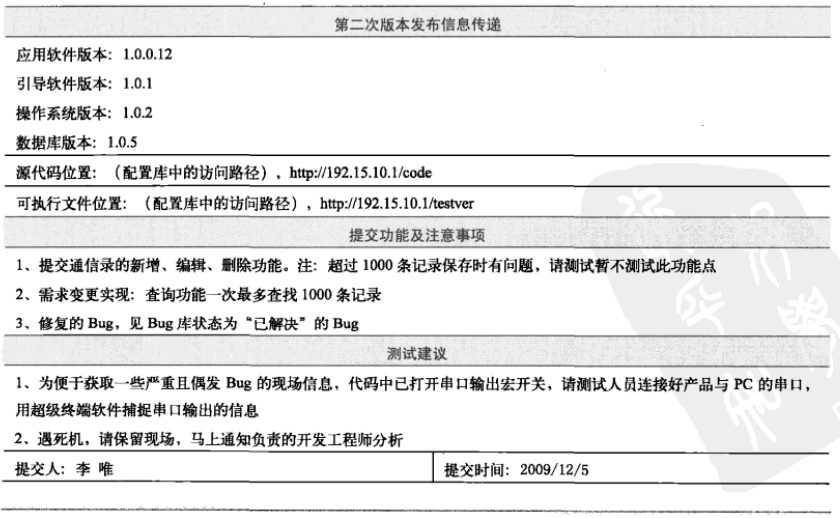 第二次版本发布信息传递
应用软件版本：1.0.0.12
引导软件版本：1.0.1
操作系统版本：1.0.2
数据库版本：1.0.5
源代码位置：（配置库中的访问路径），http://192.15.10.1/code
可执行文件位置：（配置库中的访问路径），http://192.15.10.1/testver
提交功能及注意事项
1、提交通信录的新增、编辑、删除功能。注：超过 1000 条记录保存时有问题，请测试暂不测试此功能点
2、需求变更实现：查询功能一次最多查找 1000 条记录
3、修复的 Bug，见 Bug 库状态为“已解决”的 Bug
测试建议
1、为便于获取一些严重且偶发 Bug 的现场信息，代码中已打开串口输出宏开关，请测试人员连接好产品与 PC 的串口，
用超级终端软件捕捉串口输出的信息
2、遇死机，请保留现场，马上通知负责的开发工程师分析
提交人：李 唯
提交时间：2009/12/5